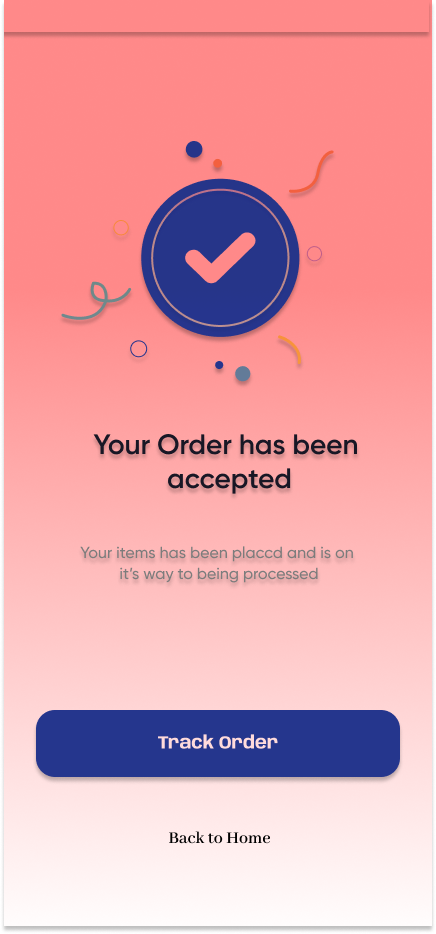 Your Order has been
accepted
Your items has been placcd and is on
it's way to being processed
Track Order
Back to Home